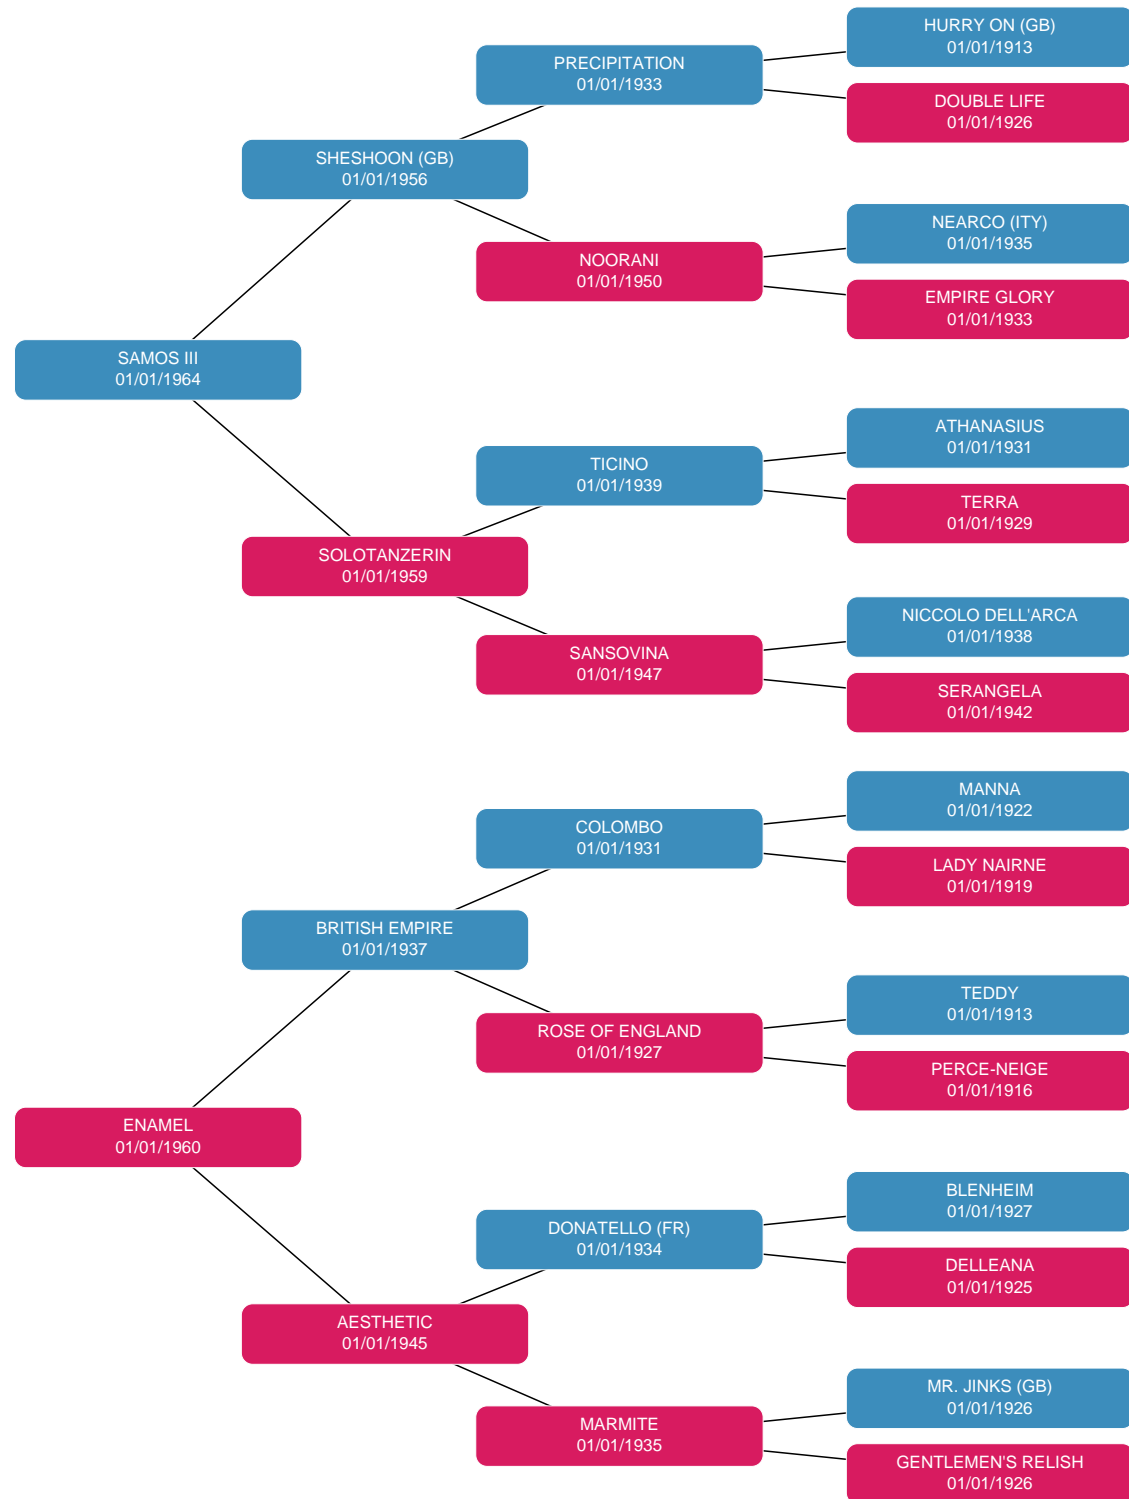 HURRY ON (GB)
01/01/1913
PRECIPITATION
01/01/1933
DOUBLE LIFE
01/01/1926
SHESHOON (GB)
01/01/1956
NEARCO (ITY)
01/01/1935
NOORANI
01/01/1950
EMPIRE GLORY
01/01/1933
SAMOS III
01/01/1964
ATHANASIUS
01/01/1931
TICINO
01/01/1939
TERRA
01/01/1929
SOLOTANZERIN
01/01/1959
NICCOLO DELL'ARCA
01/01/1938
SANSOVINA
01/01/1947
SERANGELA
01/01/1942
MANNA
01/01/1922
COLOMBO
01/01/1931
LADY NAIRNE
01/01/1919
BRITISH EMPIRE
01/01/1937
TEDDY
01/01/1913
ROSE OF ENGLAND
01/01/1927
PERCE-NEIGE
01/01/1916
ENAMEL
01/01/1960
BLENHEIM
01/01/1927
DONATELLO (FR)
01/01/1934
DELLEANA
01/01/1925
AESTHETIC
01/01/1945
MR. JINKS (GB)
01/01/1926
MARMITE
01/01/1935
GENTLEMEN'S RELISH
01/01/1926